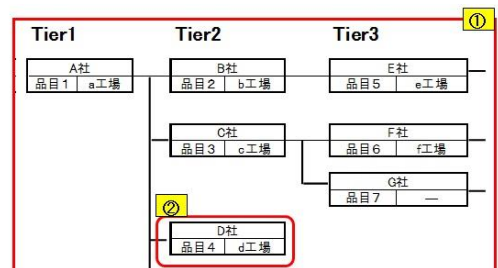 ①
Tier1 Tier2 Tier3
A社 B社 E社
品目1 a工場 品目2 b工場 品目5 e工場
C社 F社
品目3 c工場 品目6 f工場
G社
品目7 —
②
D社
品目4 d工場